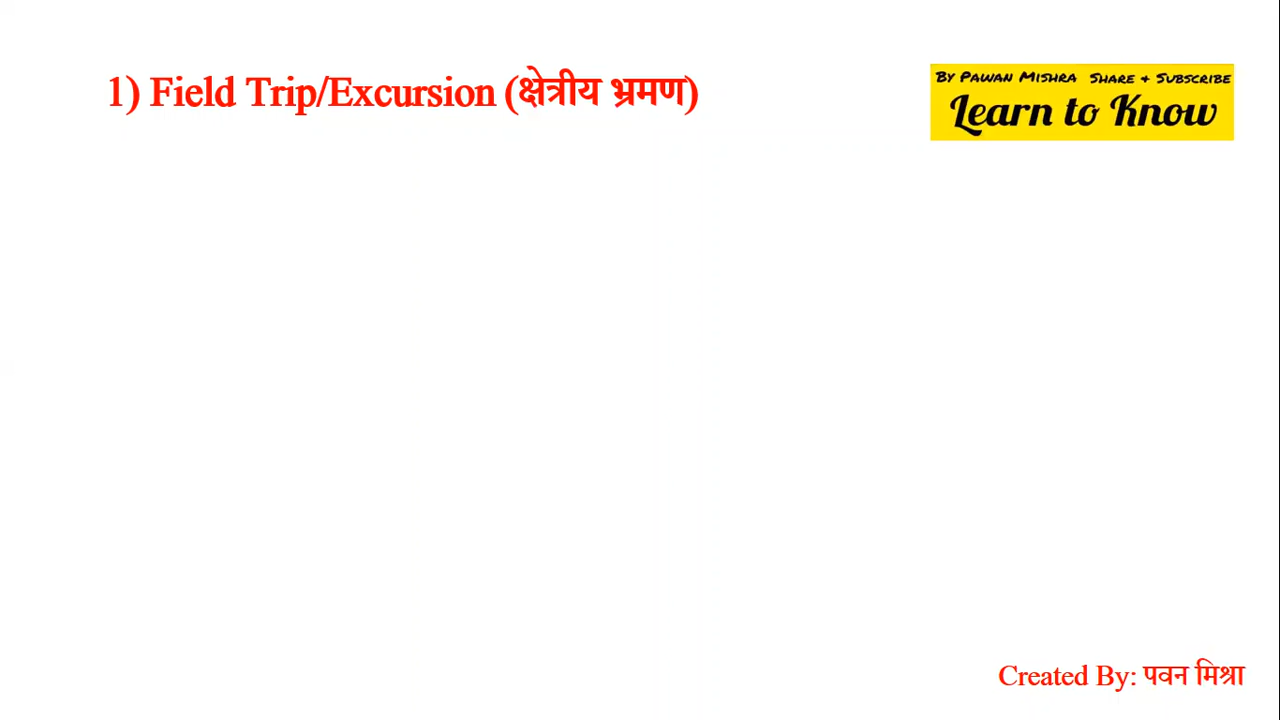 1) Field Trip/Excursion (क्षेत्रीय भ्रमण)
By Pawan Mishra Share & Subscribe
Learn to Know
Created By: पवन मिश्रा